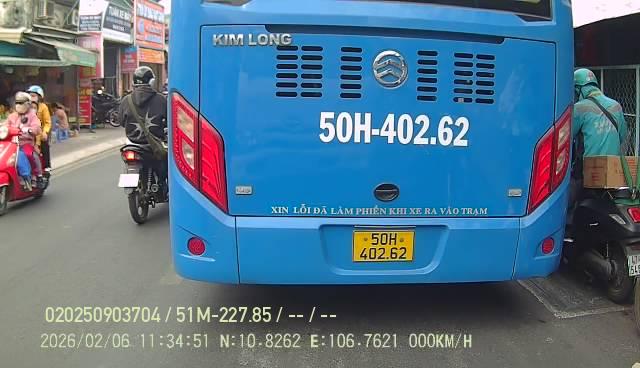 KIM LONG
50H-402.62
XIN LỖI ĐÃ LÀM PHIỀN KHI XE RA VÀO TRẠM
50H
402.62
020250903704 / 51M-227.85 / -- / --
2026/02/06 11:34:51 N:10.8262 E:106.7621 000KM/H